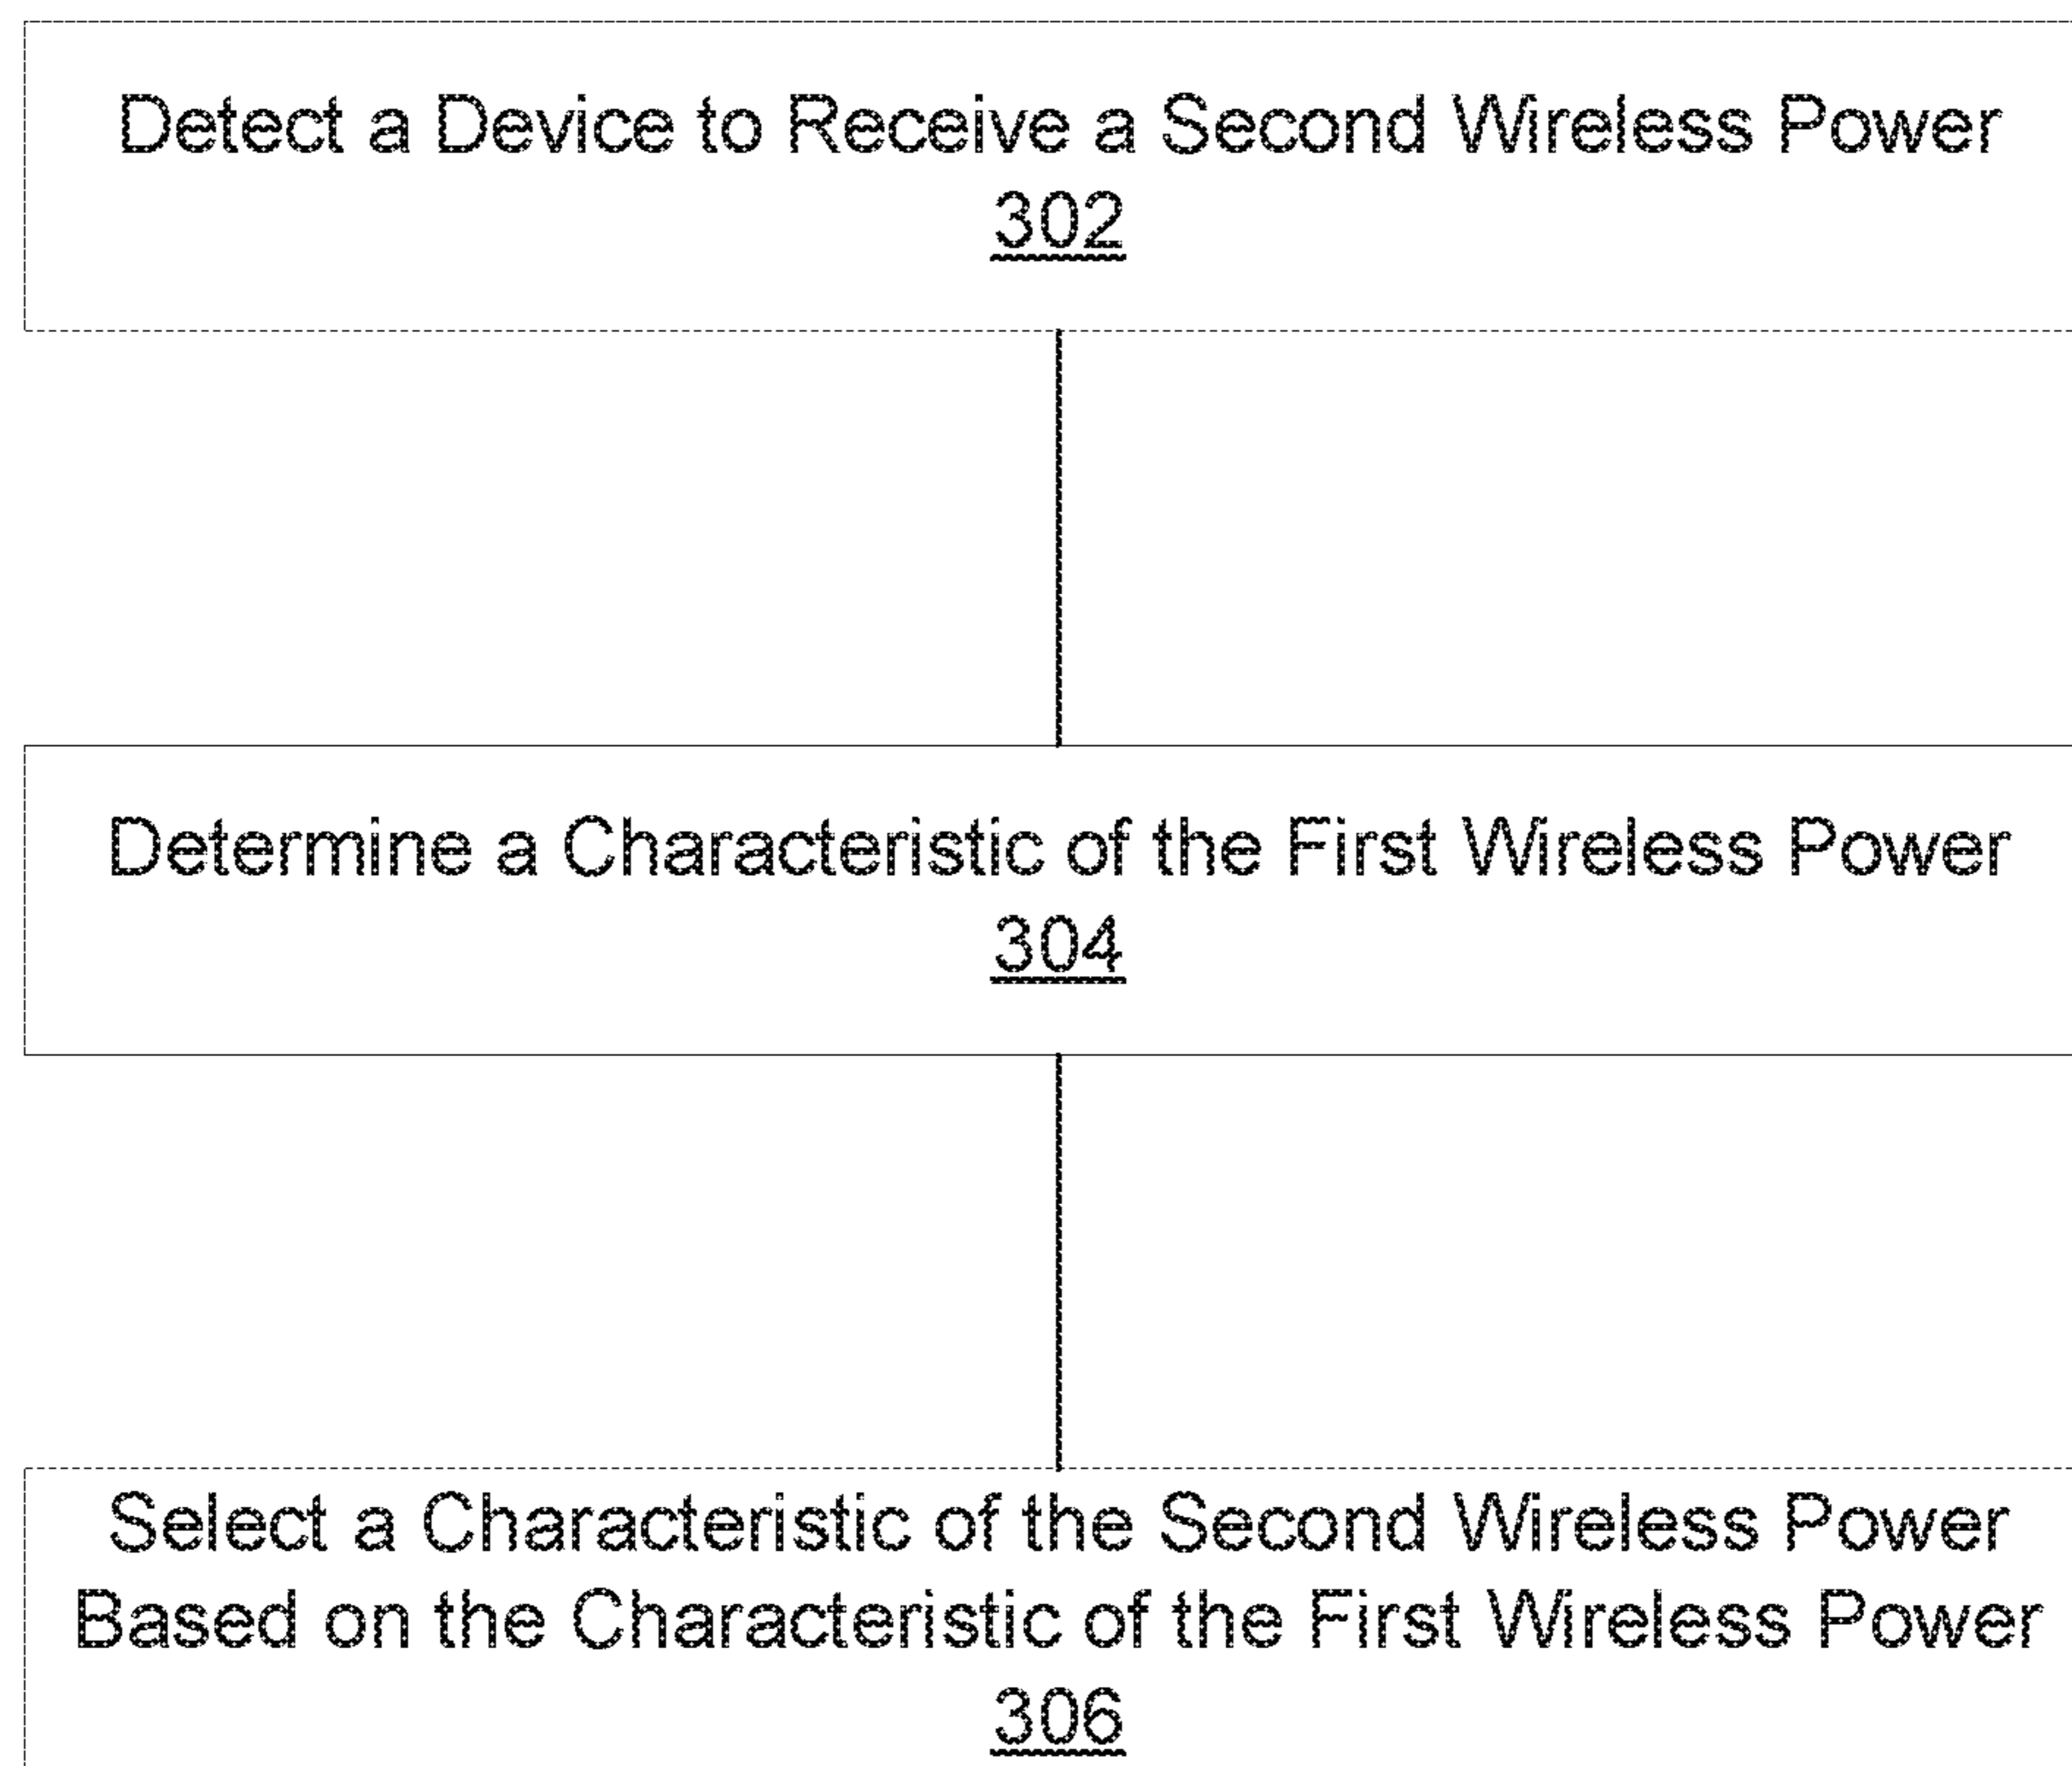 Detect a Device to Receive a Second Wireless Power
302
Determine a Characteristic of the First Wireless Power
304
Select a Characteristic of the Second Wireless Power
Based on the Characteristic of the First Wireless Power
306